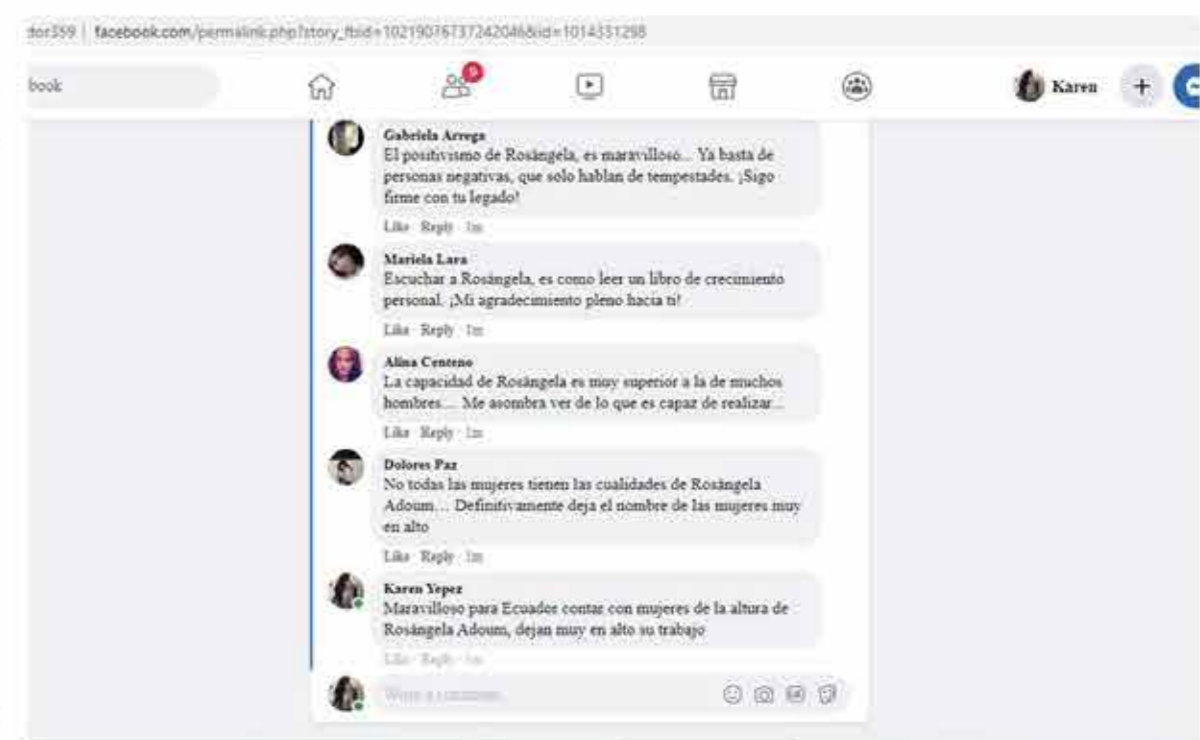 dor359 | facebook.com/permalink.php?story_fbid=10219076737242046&id=1014331298
book
9
Karen
Gabriela Arrega
El positivismo de Rosángela, es maravilloso... Ya basta de
personas negativas, que solo hablan de tempestades. ¡Sigo
firme con tu legado!
Like · Reply · 1m
Mariela Lara
Escuchar a Rosángela, es como leer un libro de crecimiento
personal. ¡Mi agradecimiento pleno hacia ti!
Like · Reply · 1m
Alina Centeno
La capacidad de Rosángela es muy superior a la de muchos
hombres.... Me asombra ver de lo que es capaz de realizar...
Like · Reply · 1m
Dolores Paz
No todas las mujeres tienen las cualidades de Rosángela
Adoum.... Definitivamente deja el nombre de las mujeres muy
en alto
Like · Reply · 1m
Karen Yepez
Maravilloso para Ecuador contar con mujeres de la altura de
Rosángela Adoum, dejan muy en alto su trabajo
Like · Reply · 1m
Write a comment...